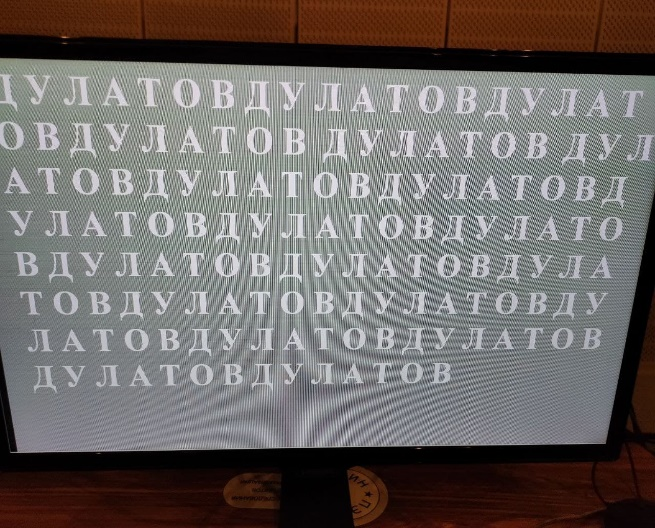 ДУЛАТОВДУЛАТОВДУЛАТ
ОВДУЛАТОВ ДУЛАТОВ ДУЛ
АТОВДУЛАТОВДУЛАТОВД
УЛАТОВДУЛАТОВДУЛАТО
ВДУЛАТОВДУЛАТОВДУЛА
ТОВДУЛАТОВДУЛАТОВДУ
ЛАТОВДУЛАТОВДУЛАТОВ
ДУЛАТОВДУЛАТОВ